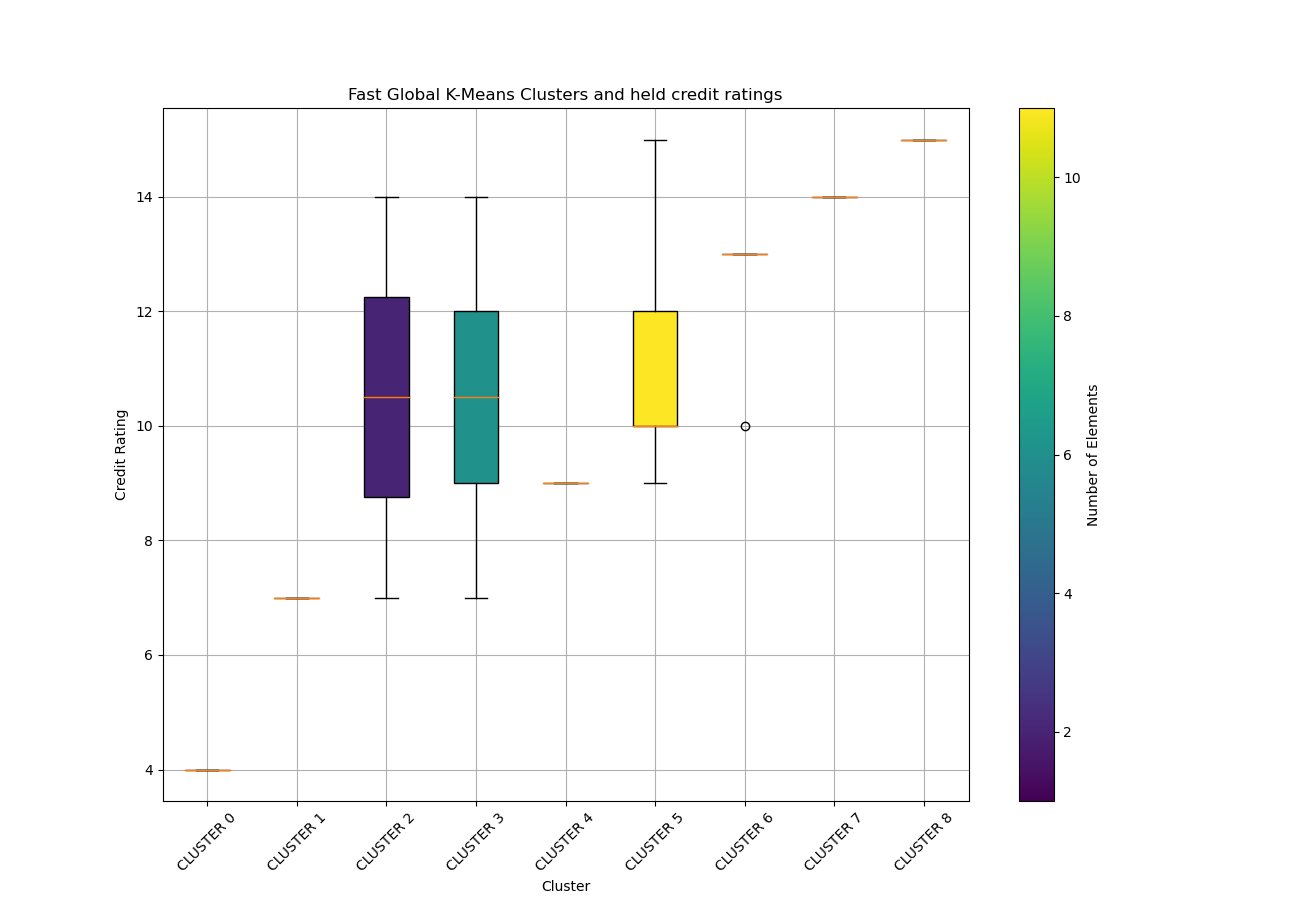 Fast Global K-Means Clusters and held credit ratings
Credit Rating
14
12
10
8
6
4
CLUSTER 0
CLUSTER 1
CLUSTER 2
CLUSTER 3
CLUSTER 4
CLUSTER 5
CLUSTER 6
CLUSTER 7
CLUSTER 8
Cluster
10
8
6
4
2
Number of Elements